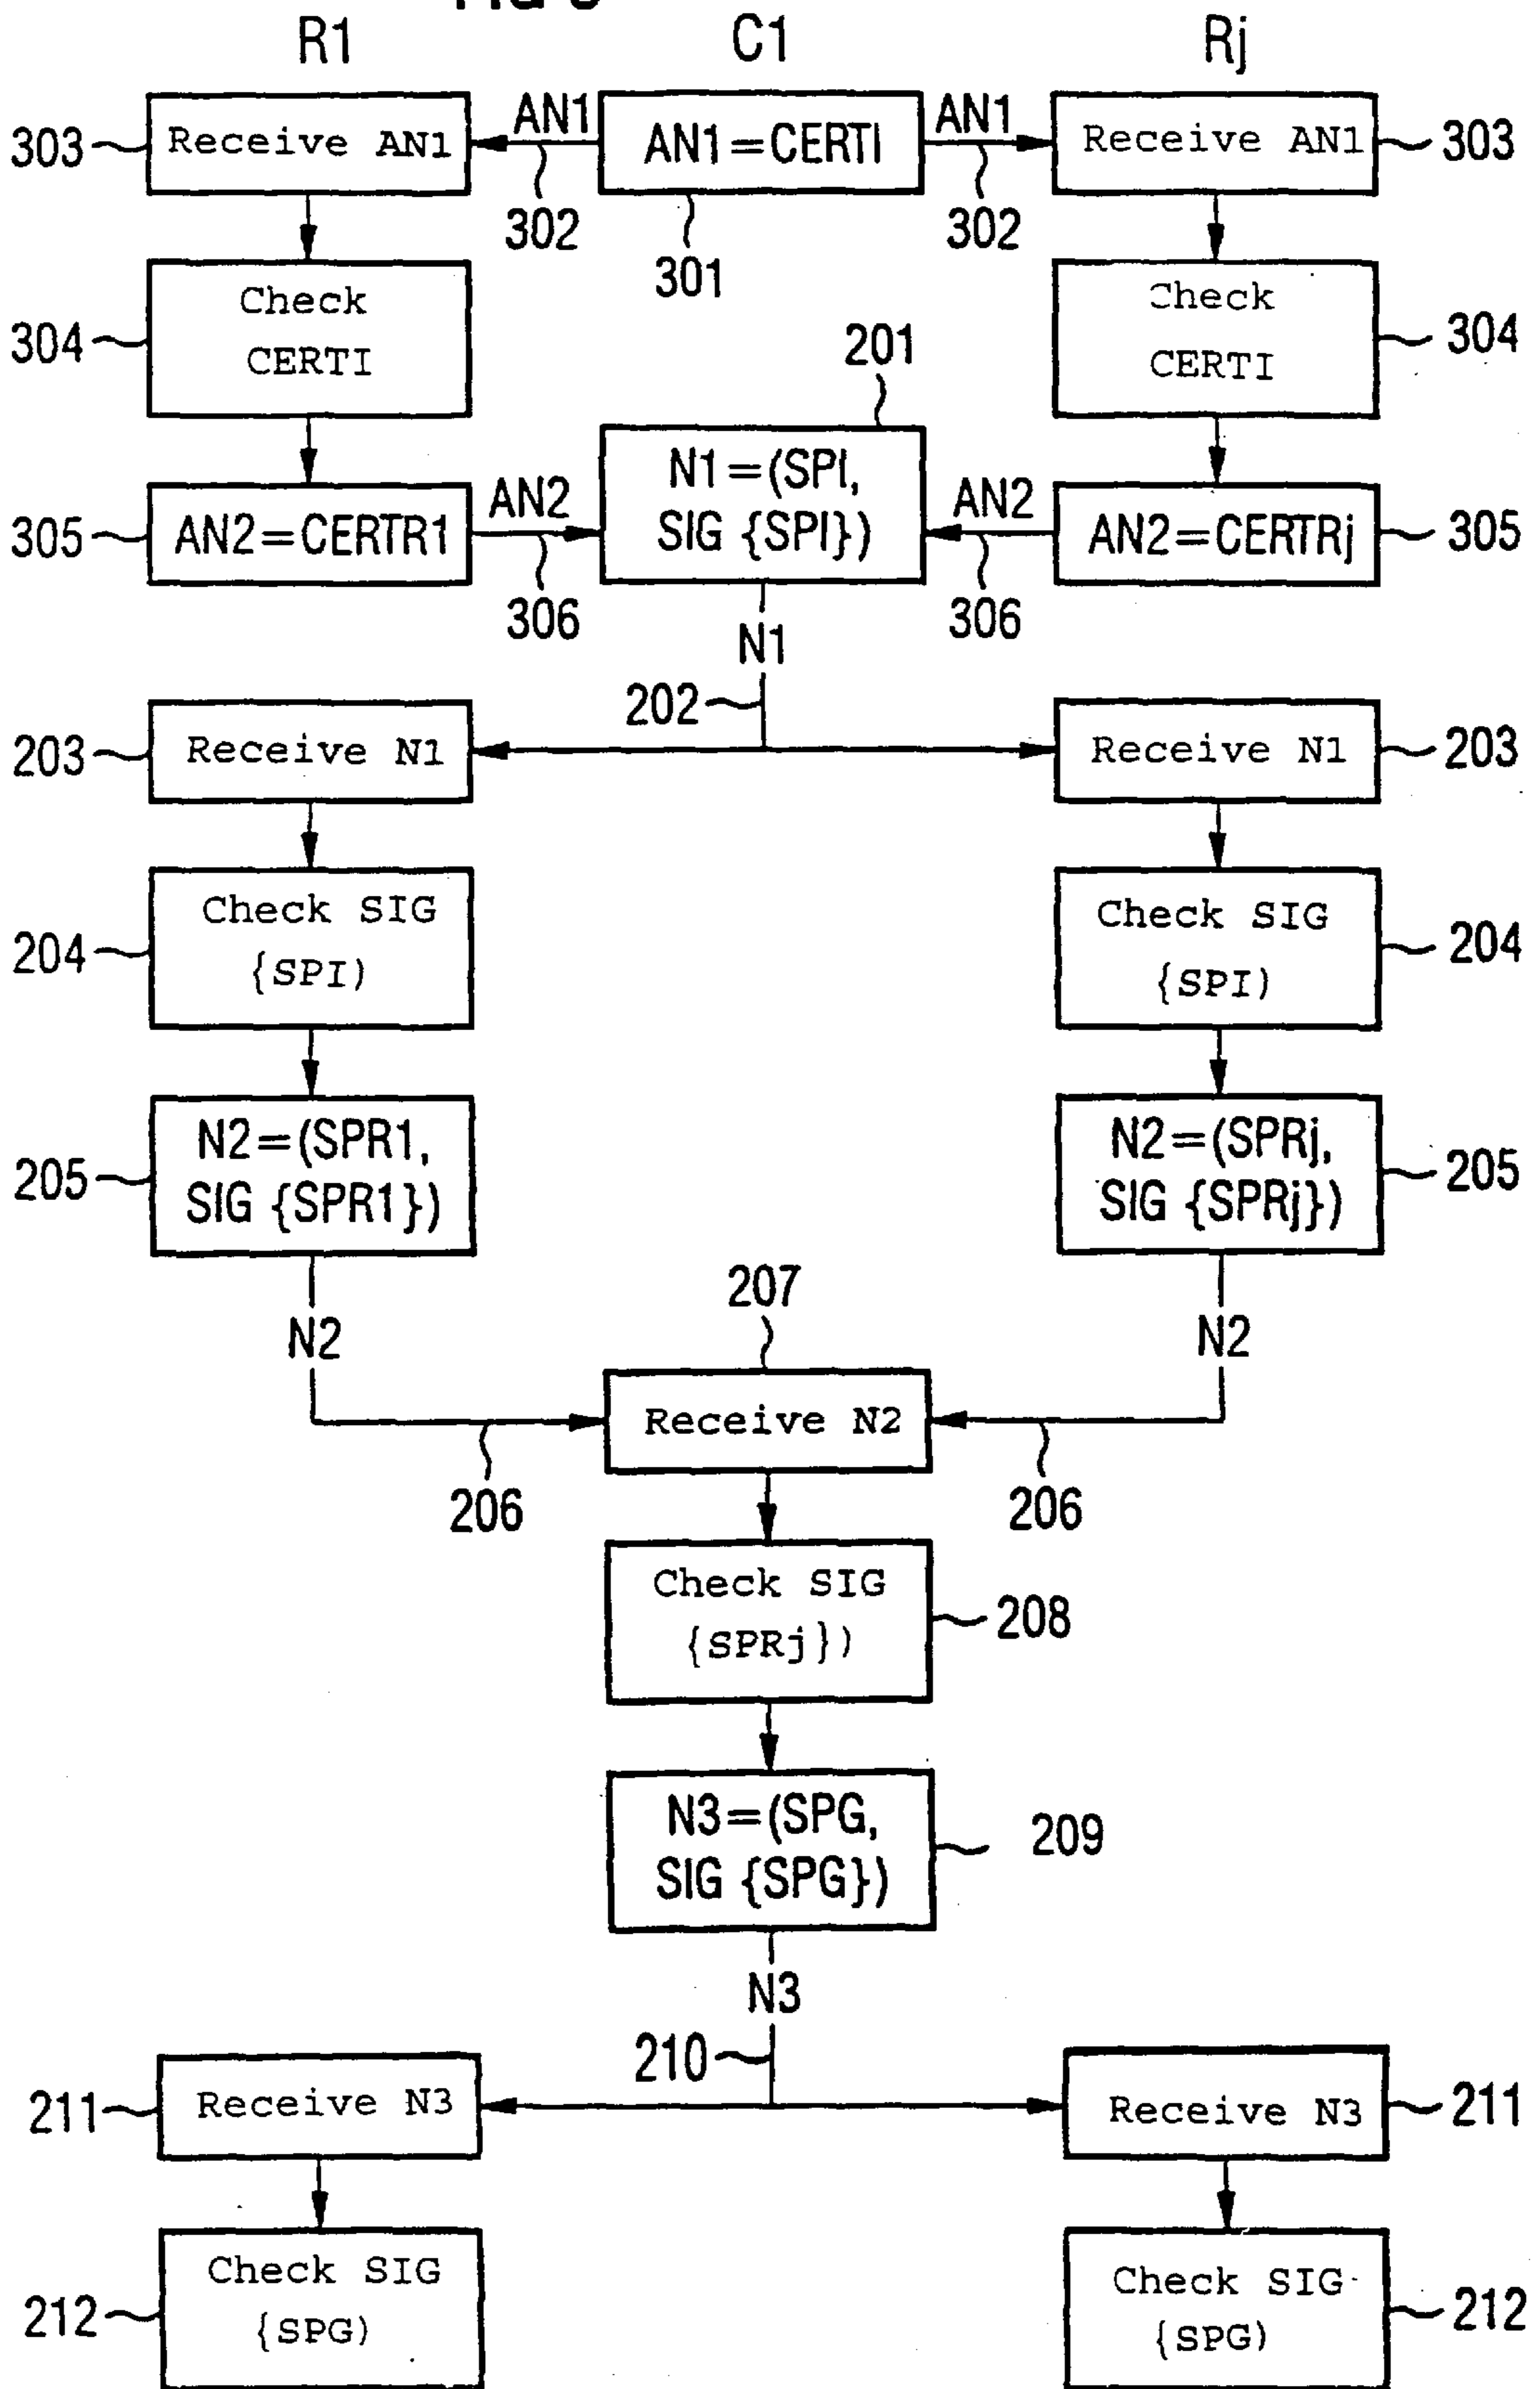 R1 C1 Rj
303 Receive AN1 AN1 302 AN1=CERTI 301 AN1 302 Receive AN1 303
304 Check
CERTI
Check
CERTI 304
201
305 AN2=CERTR1 AN2 306
N1=(SPI,
SIG {SPI})
AN2 306 AN2=CERTRj 305
N1
202
203 Receive N1 Receive N1 203
204 Check SIG
{SPI)
Check SIG
{SPI) 204
205 N2=(SPR1,
SIG {SPR1})
N2=(SPRj,
SIG {SPRj}) 205
N2 207 N2
206 Receive N2 206
Check SIG
{SPRj}) 208
N3=(SPG,
SIG {SPG}) 209
N3
210
211 Receive N3 Receive N3 211
212 Check SIG
{SPG)
Check SIG
{SPG) 212